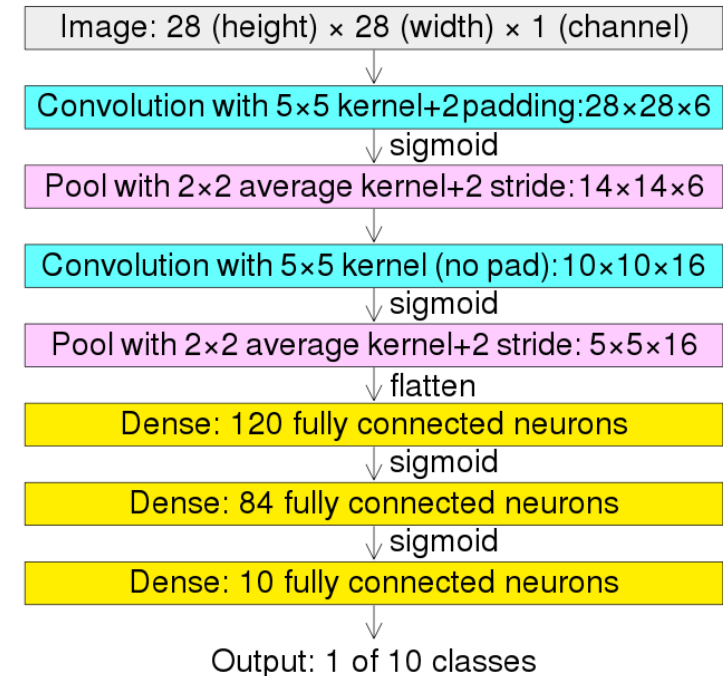 Image: 28 (height) × 28 (width) × 1 (channel)
Convolution with 5×5 kernel+2 padding:28×28×6
sigmoid
Pool with 2×2 average kernel+2 stride:14×14×6
Convolution with 5×5 kernel (no pad):10×10×16
sigmoid
Pool with 2×2 average kernel+2 stride: 5×5×16
flatten
Dense: 120 fully connected neurons
sigmoid
Dense: 84 fully connected neurons
sigmoid
Dense: 10 fully connected neurons
Output: 1 of 10 classes